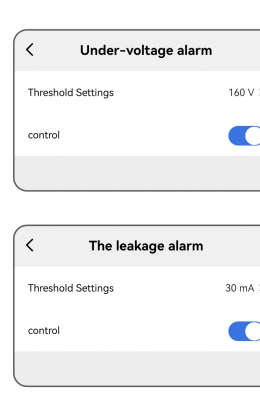 Under-voltage alarm
Threshold Settings 160 V
control
The leakage alarm
Threshold Settings 30 mA
control